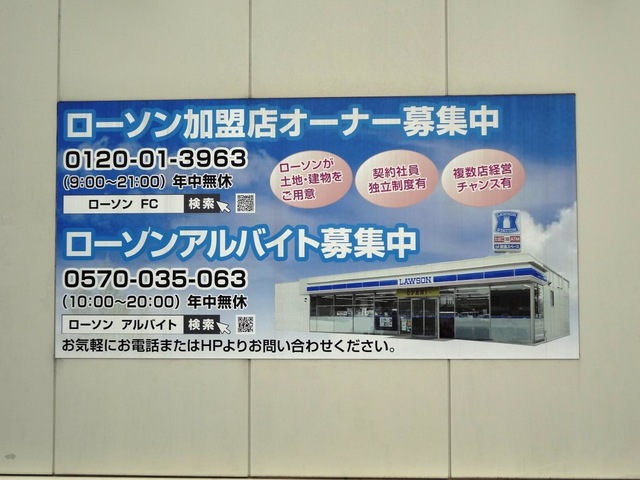 ローソン加盟店オーナー募集中
0120-01-3963
(9:00～21:00) 年中無休
ローソン FC 検索
ローソンが
土地・建物を
ご用意
契約社員
独立制度有
複数店経営
チャンス有
ローソンアルバイト募集中
0570-035-063
(10:00～20:00) 年中無休
ローソン アルバイト 検索
LAWSON
LAWSON
お気軽にお電話またはHPよりお問い合わせください。